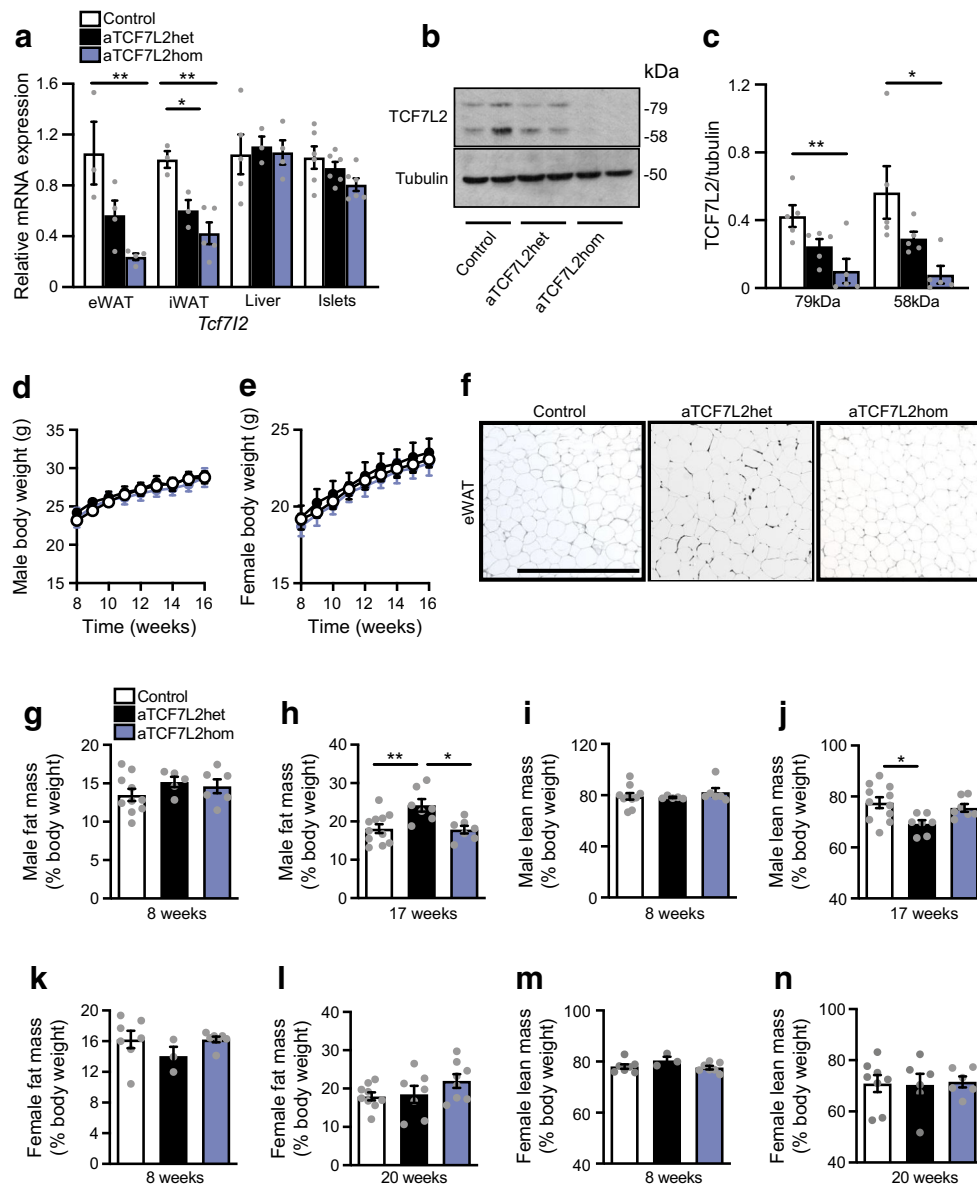 Control
aTCF7L2het
aTCF7L2hom
a
Relative mRNA expression
1.6
1.2
0.8
0.4
0
**
**
*
eWAT
iWAT
Liver
Islets
Tcf7l2
b
kDa
TCF7L2
-79
-58
Tubulin
-50
Control
aTCF7L2het
aTCF7L2hom
c
TCF7L2/tubulin
1.2
0.8
0.4
0
**
*
79kDa
58kDa
d
Male body weight (g)
35
30
25
20
15
8
10
12
14
16
Time (weeks)
e
Female body weight (g)
25
20
15
8
10
12
14
16
Time (weeks)
f
Control
aTCF7L2het
aTCF7L2hom
eWAT
Control
aTCF7L2het
aTCF7L2hom
g
Male fat mass
(% body weight)
20
15
10
5
0
8 weeks
h
Male fat mass
(% body weight)
40
30
20
10
0
**
*
17 weeks
i
Male lean mass
(% body weight)
120
80
40
0
8 weeks
j
Male lean mass
(% body weight)
100
80
60
40
*
17 weeks
k
Female fat mass
(% body weight)
20
16
12
8
4
0
8 weeks
l
Female fat mass
(% body weight)
40
30
20
10
0
20 weeks
m
Female lean mass
(% body weight)
100
80
60
40
8 weeks
n
Female lean mass
(% body weight)
100
80
60
40
20 weeks